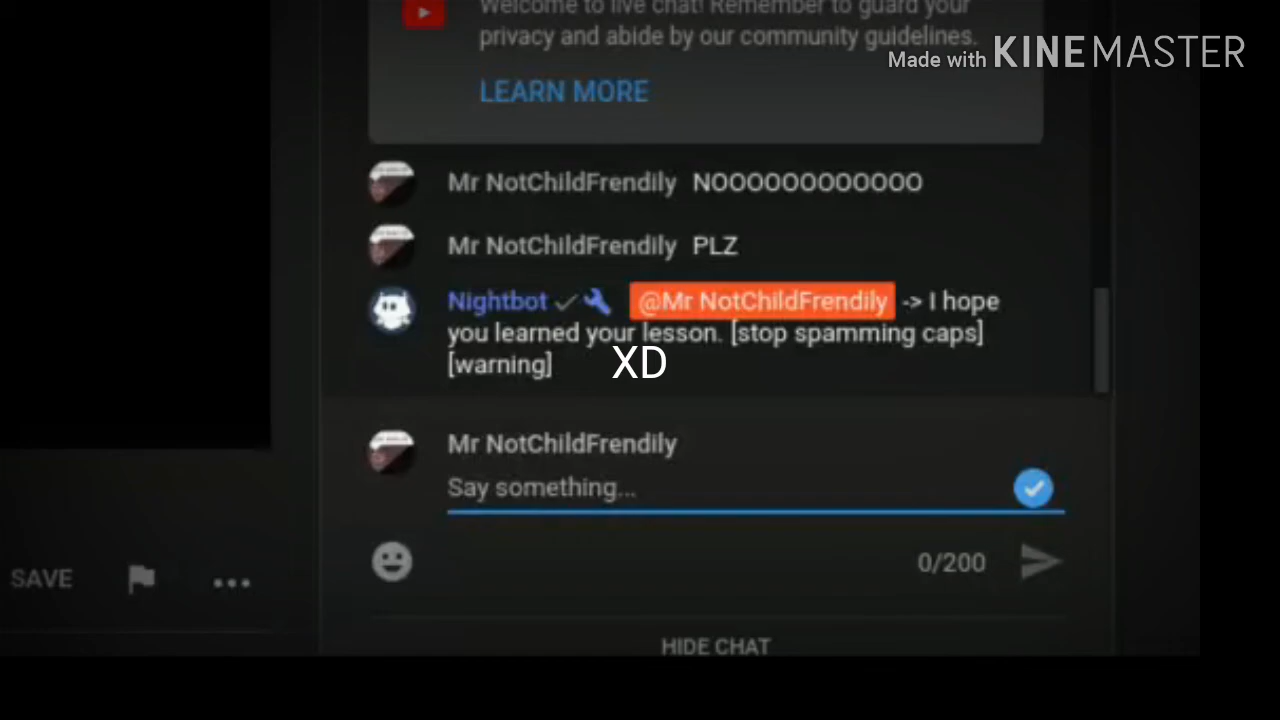 Welcome to live chat! Remember to guard your
privacy and abide by our community guidelines.
Made with KINEMASTER
LEARN MORE
Mr NotChildFrendily NOOOOOOOOOOOO
Mr NotChildFrendily PLZ
Nightbot @Mr NotChildFrendily -> I hope
you learned your lesson. [stop spamming caps]
[warning]
XD
Mr NotChildFrendily
Say something...
0/200
SAVE
HIDE CHAT